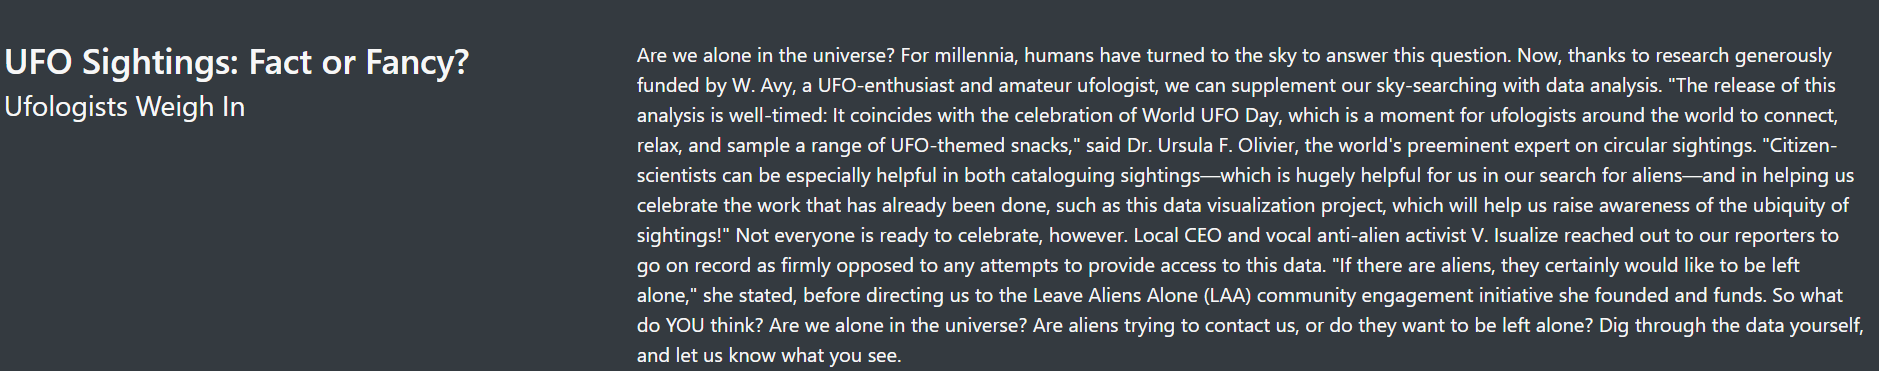 UFO Sightings: Fact or Fancy?
Ufologists Weigh In
Are we alone in the universe? For millennia, humans have turned to the sky to answer this question. Now, thanks to research generously
funded by W. Avy, a UFO-enthusiast and amateur ufologist, we can supplement our sky-searching with data analysis. "The release of this
analysis is well-timed: It coincides with the celebration of World UFO Day, which is a moment for ufologists around the world to connect,
relax, and sample a range of UFO-themed snacks," said Dr. Ursula F. Olivier, the world's preeminent expert on circular sightings. "Citizen-
scientists can be especially helpful in both cataloguing sightings—which is hugely helpful for us in our search for aliens—and in helping us
celebrate the work that has already been done, such as this data visualization project, which will help us raise awareness of the ubiquity of
sightings!" Not everyone is ready to celebrate, however. Local CEO and vocal anti-alien activist V. Isualize reached out to our reporters to
go on record as firmly opposed to any attempts to provide access to this data. "If there are aliens, they certainly would like to be left
alone," she stated, before directing us to the Leave Aliens Alone (LAA) community engagement initiative she founded and funds. So what
do YOU think? Are we alone in the universe? Are aliens trying to contact us, or do they want to be left alone? Dig through the data yourself,
and let us know what you see.